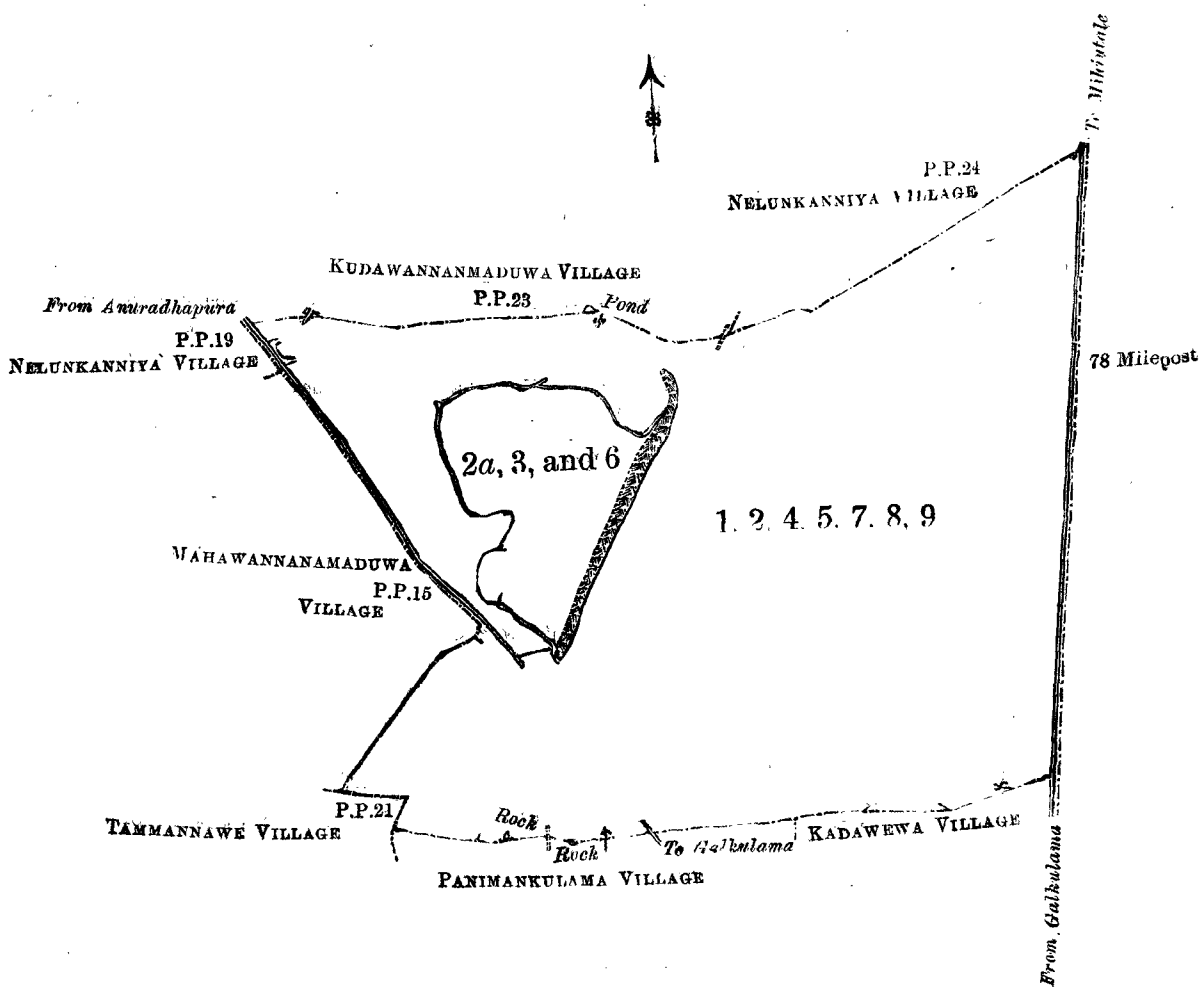 To Mihintale
P.P.24
NELUNKANNIYA VILLAGE
KUDAWANNANMADUWA VILLAGE
P.P.23
Pond
From Anuradhapura
P.P.19
NELUNKANNIYA VILLAGE
78 Milepost
2a, 3, and 6
1. 2. 4. 5. 7. 8, 9
MAHAWANNANAMADUWA
P.P.15
VILLAGE
P.P.21
TAMMANNAWE VILLAGE
Rock
Rock
To Galkulama
KADAWEWA VILLAGE
PANIMANKULAMA VILLAGE
From Galkulama